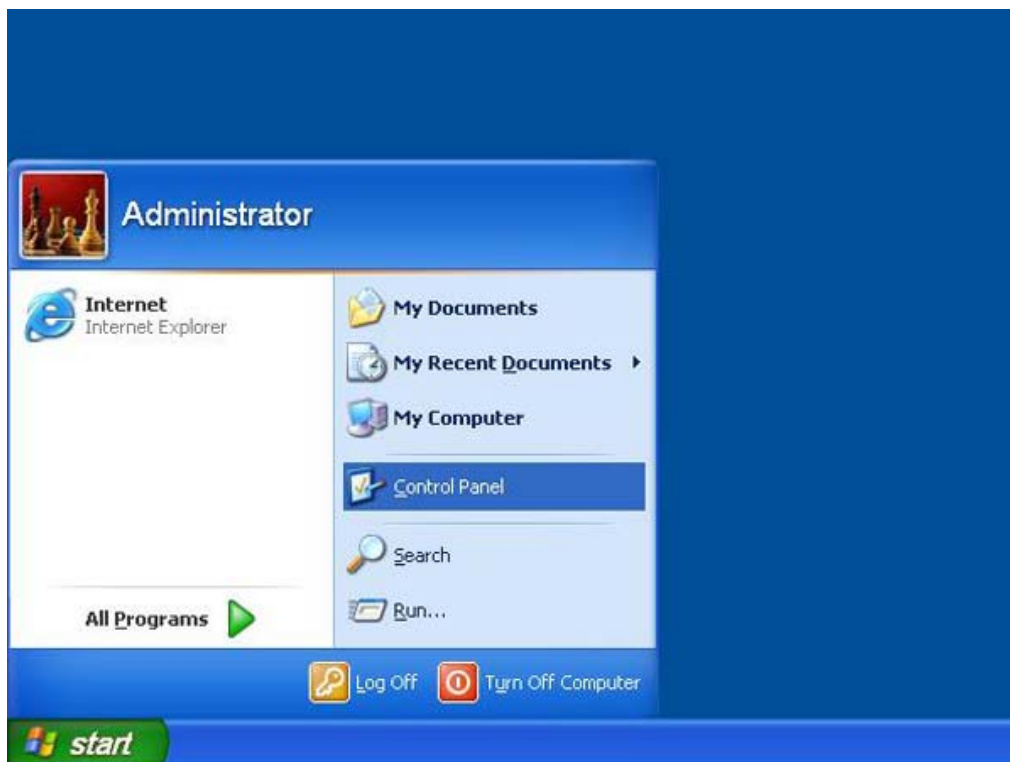 Administrator
Internet
Internet Explorer
All Programs
My Documents
My Recent Documents
My Computer
Control Panel
Search
Run...
Log Off
Turn Off Computer
start